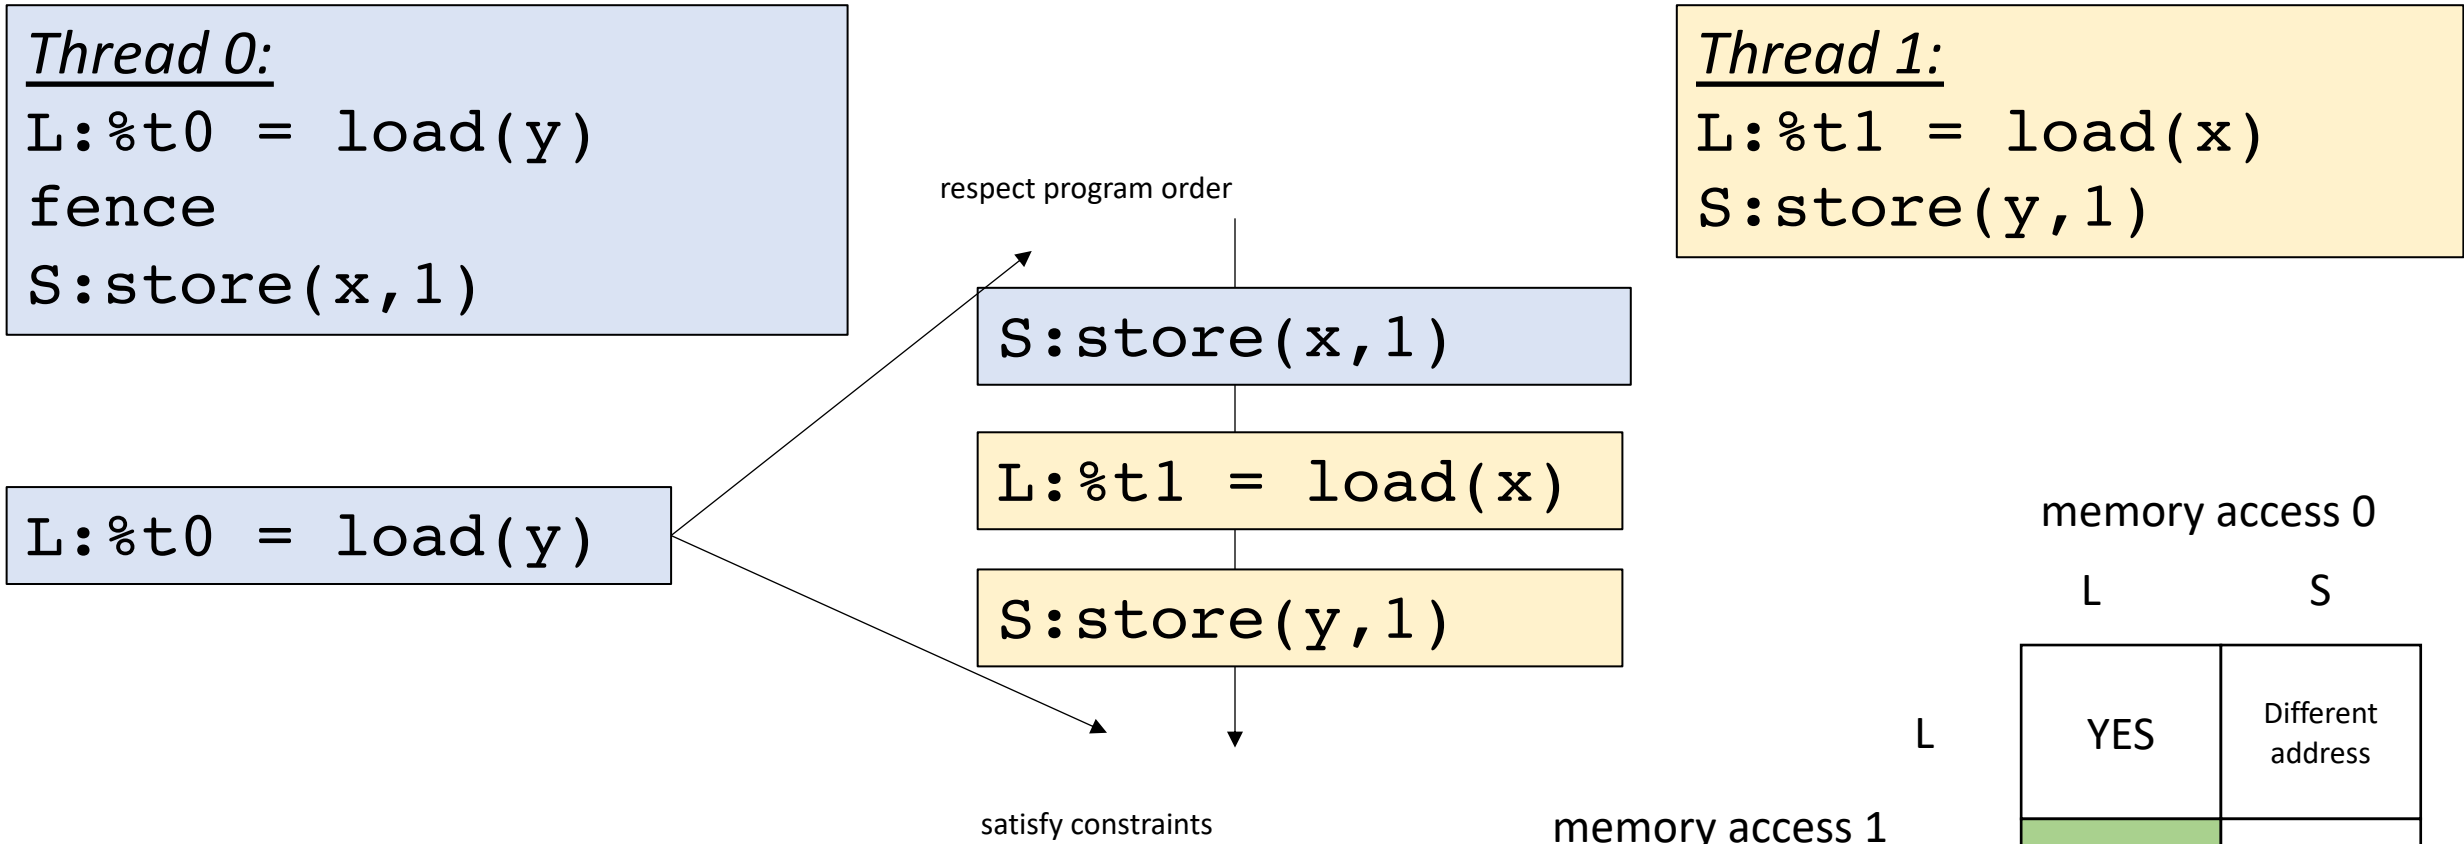 Thread 0:
L:%t0 = load(y)
fence
S:store(x,1)
Thread 1:
L:%t1 = load(x)
S:store(y,1)
respect program order
S:store(x,1)
L:%t1 = load(x)
S:store(y,1)
L:%t0 = load(y)
satisfy constraints
memory access 0
L S
L YES Different
address
memory access 1